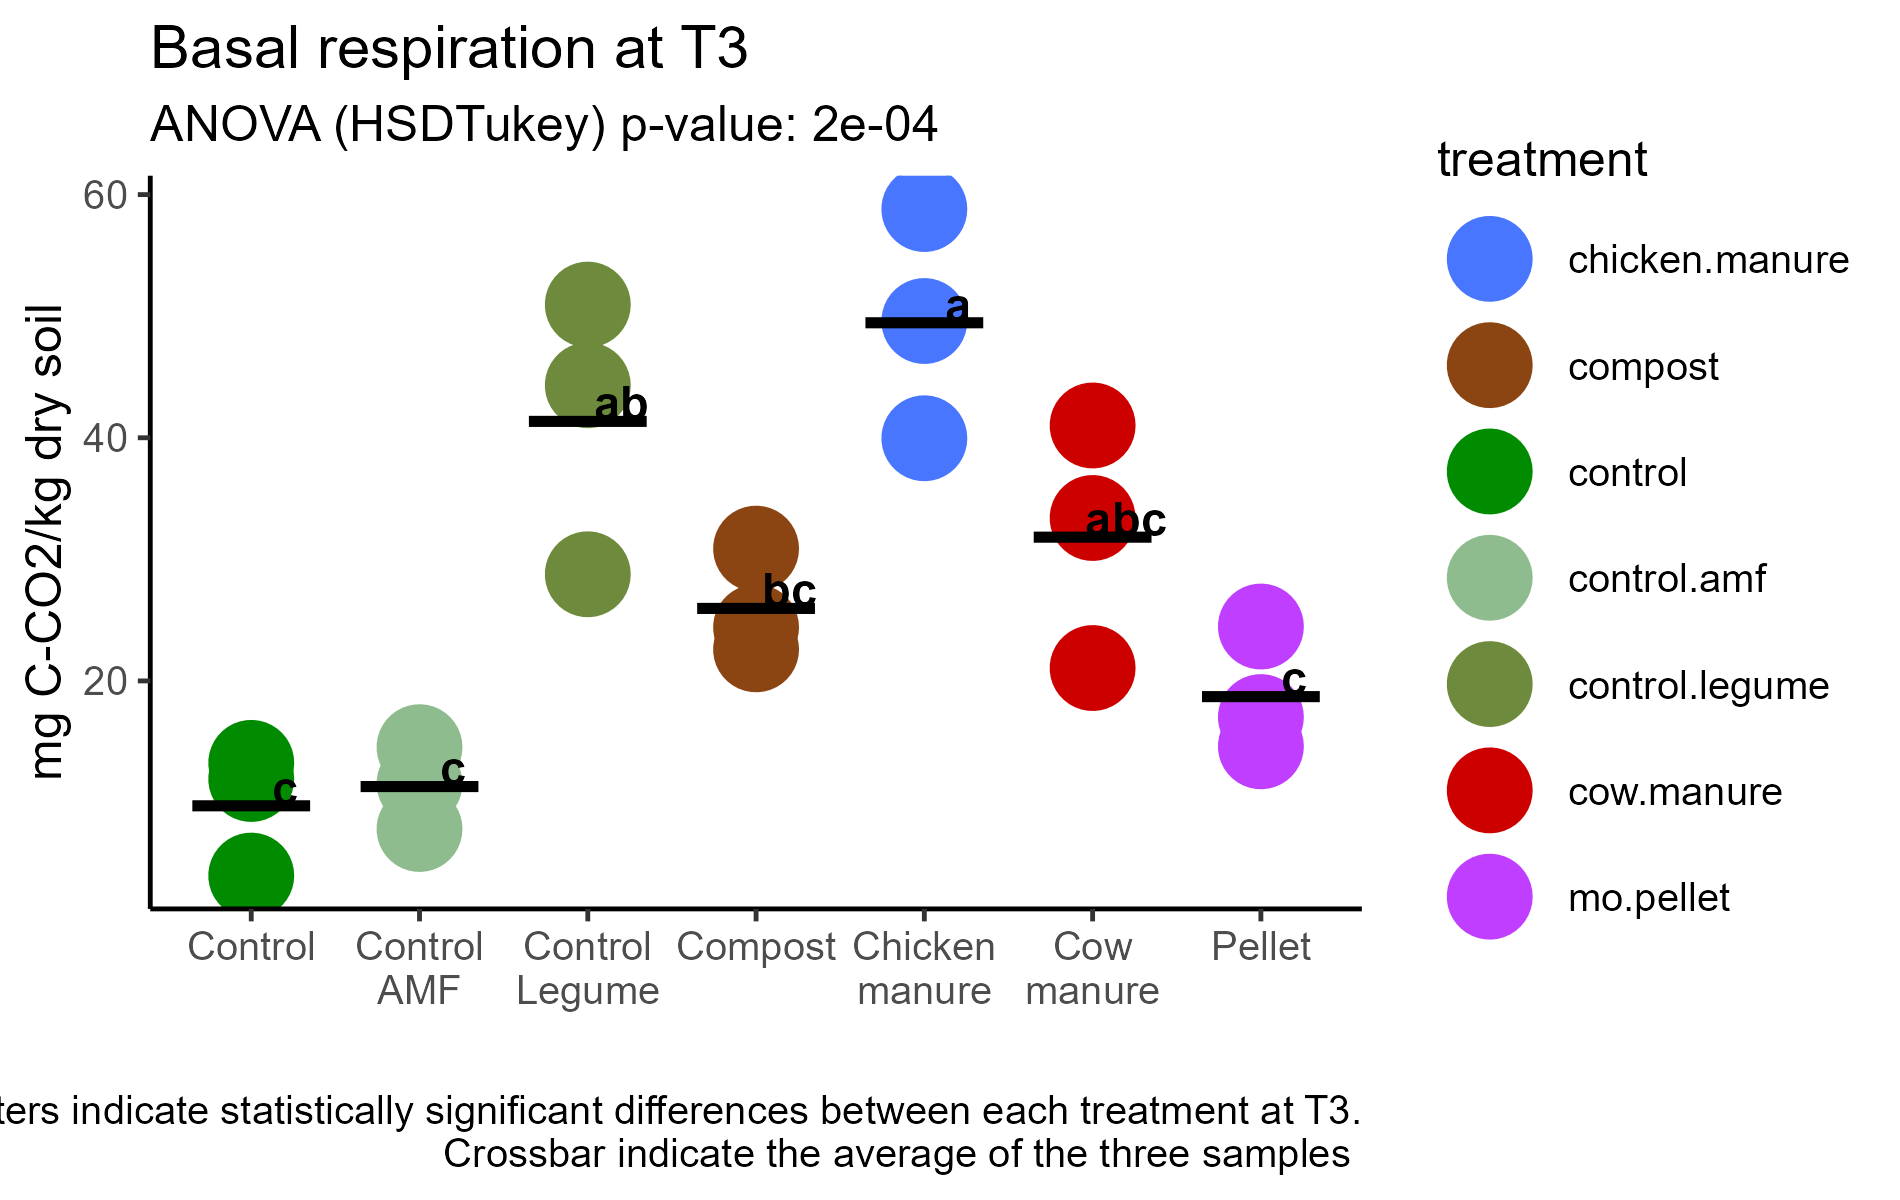 Basal respiration at T3
ANOVA (HSDTukey) p-value: 2e-04
mg C-CO2/kg dry soil
60
40
20
a
ab
abc
bc
c
c
c
Control
Control
AMF
Control
Legume
Compost
Chicken
manure
Cow
manure
Pellet
treatment
chicken.manure
compost
control
control.amf
control.legume
cow.manure
mo.pellet
indicate statistically significant differences between each treatment at T3.
Crossbar indicate the average of the three samples